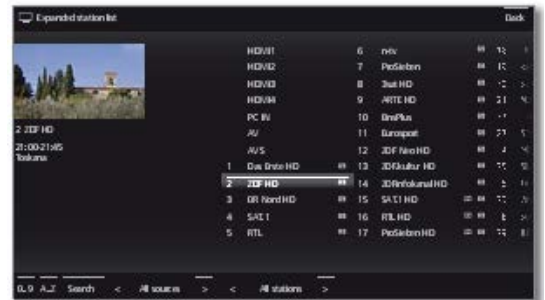 Expanded station list
Back
HDMI1
HDMI2
HDMI3
HDMI4
PC IN
AV
AVS
1 Das Erste HD
2 ZDF HD
3 BR Nord HD
4 SAT.1
5 RTL
6 n-tv
7 ProSieben
8 3sat HD
9 ARTE HD
10 EinsPlus
11 Eurosport
12 ZDF Neo HD
13 ZDFkultur HD
14 ZDFinfokanal HD
15 SAT.1 HD
16 RTL HD
17 ProSieben HD
2 ZDF HD
21:00-21:45
Toskana
0...9 A...Z Search < All sources > < All stations >